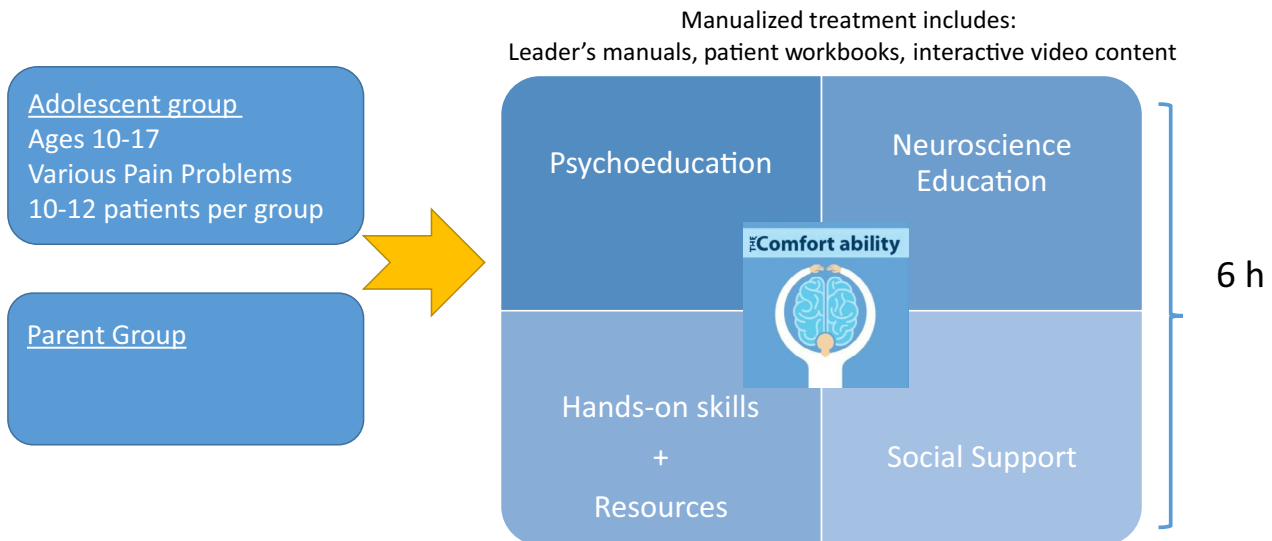 Manualized treatment includes:
Leader's manuals, patient workbooks, interactive video content
Adolescent group
Ages 10-17
Various Pain Problems
10-12 patients per group
Parent Group
Psychoeducation
Neuroscience
Education
THE Comfort ability
Hands-on skills
+
Resources
Social Support
6 h